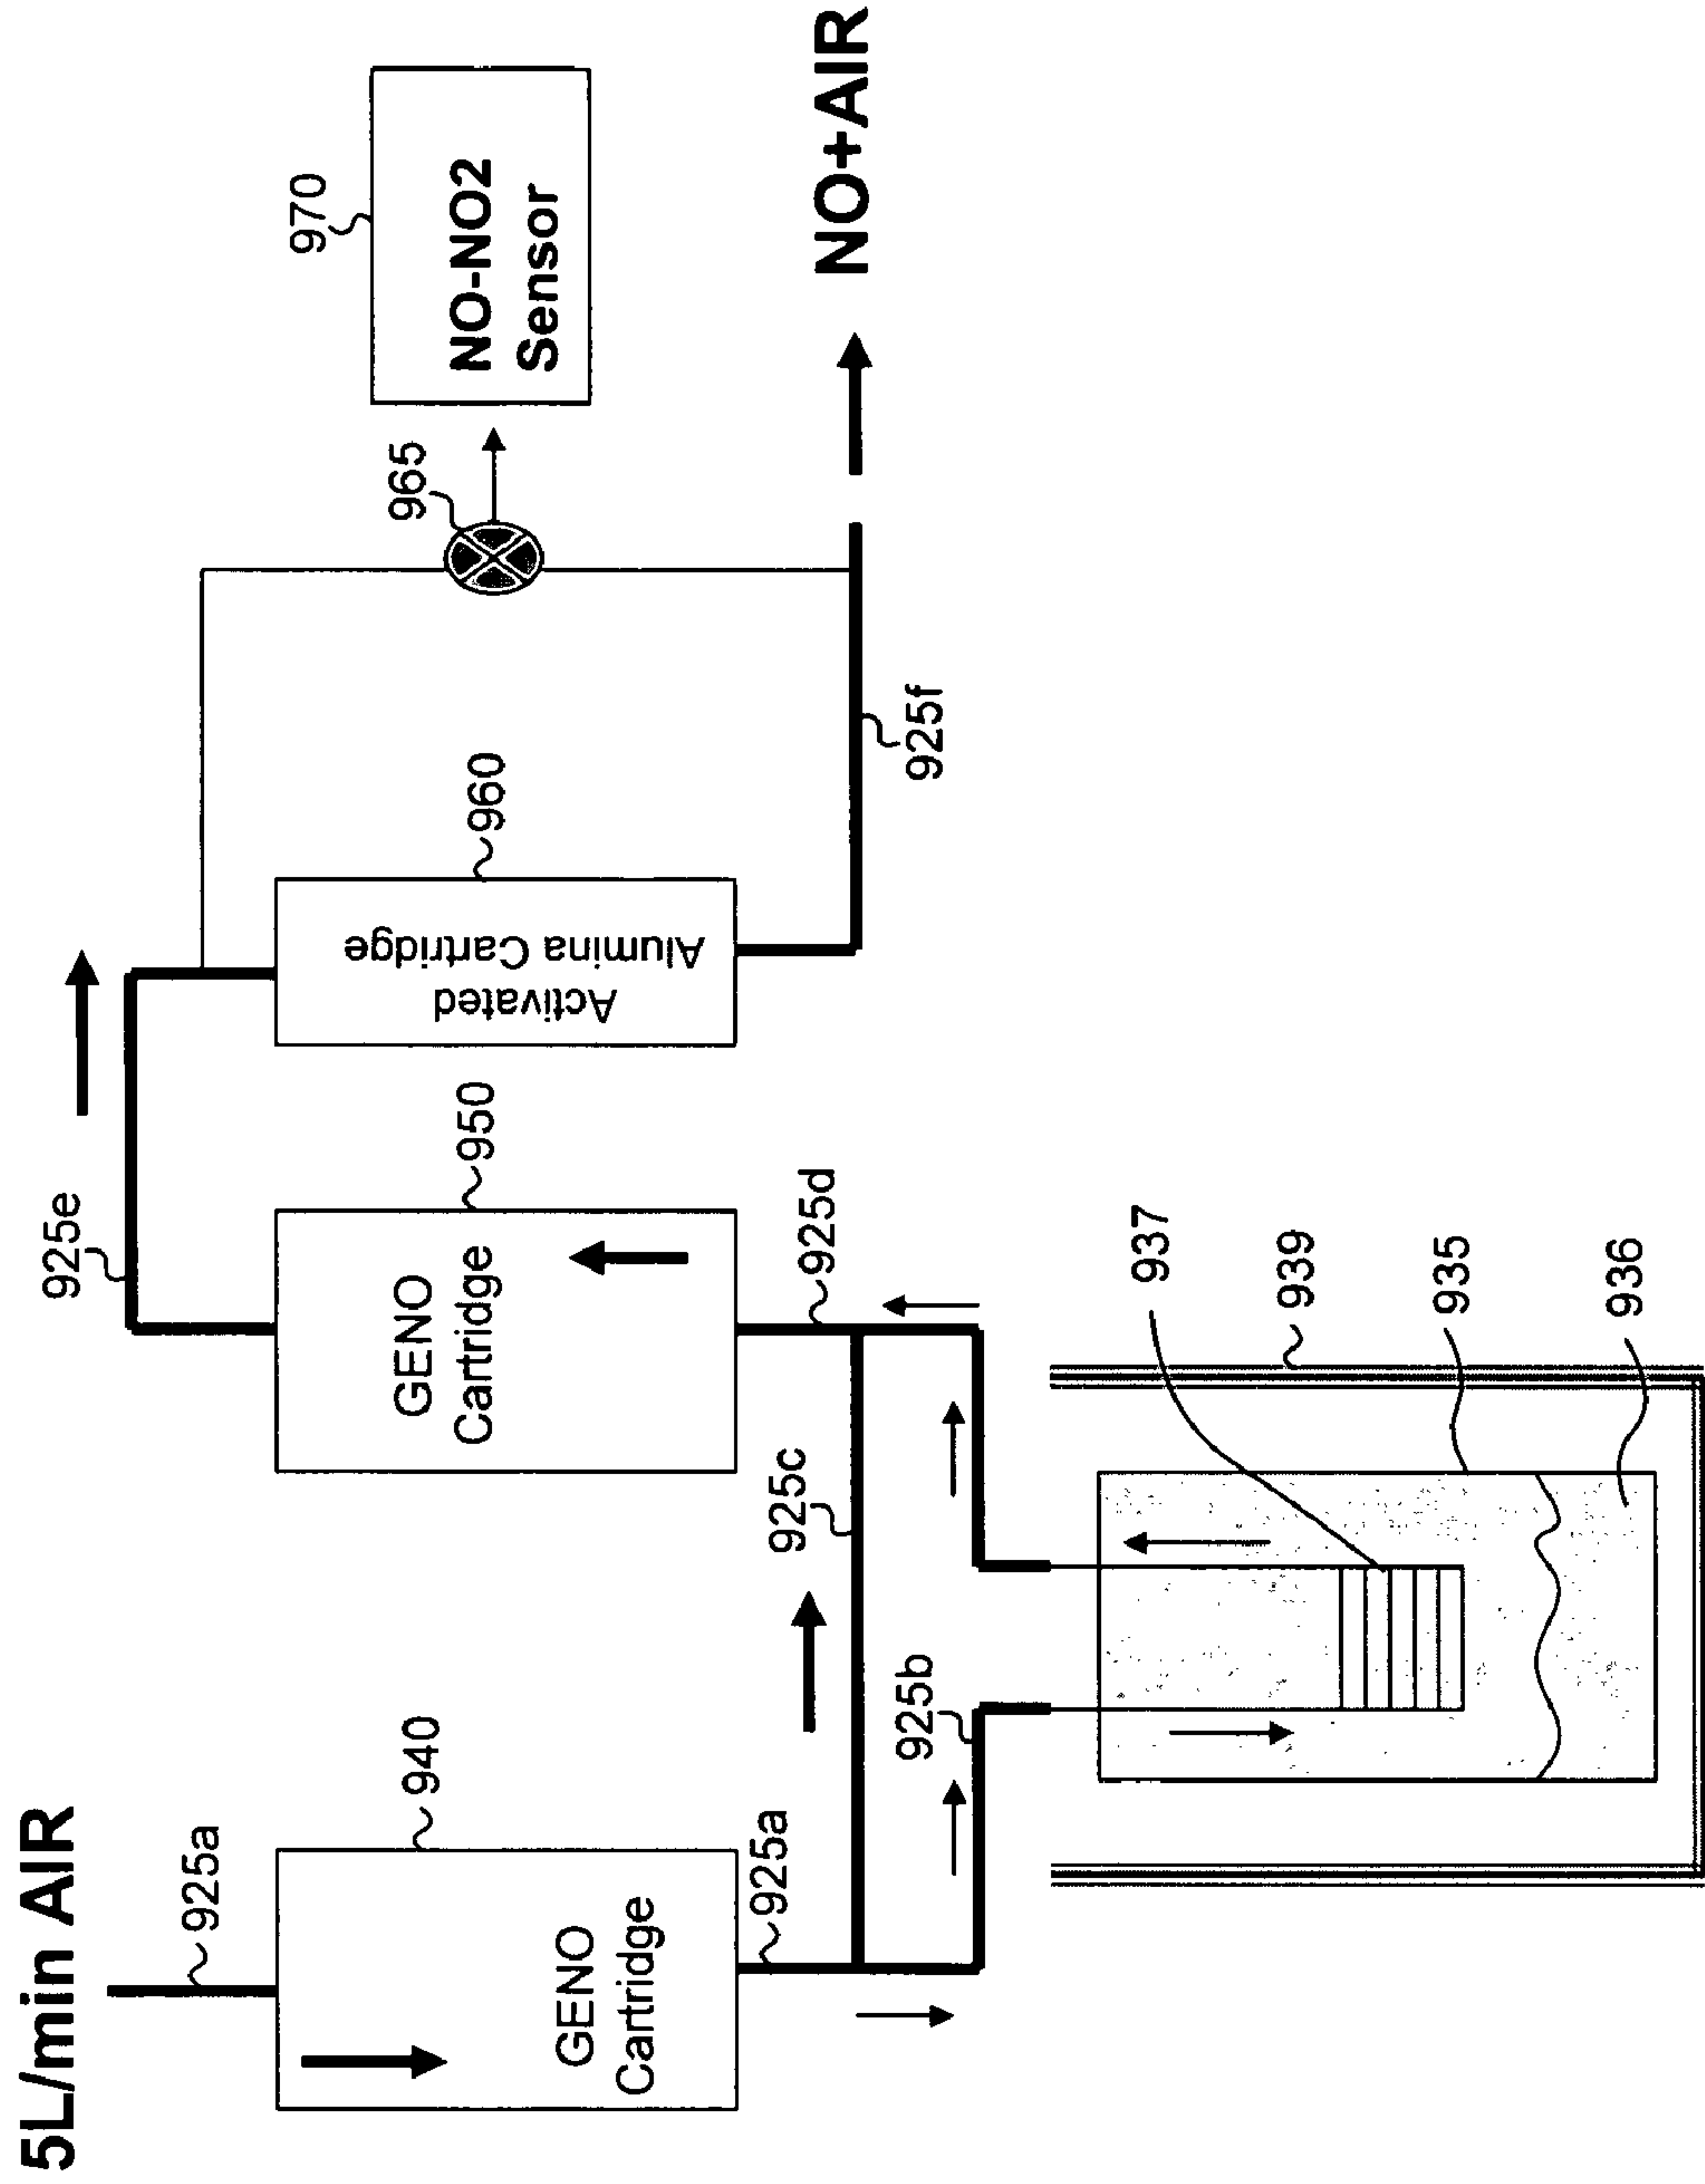 5L/min AIR
925a
940
GENO
Cartridge
925a
925b
925c
925d
925e
GENO
Cartridge
950
Activated
Alumina Cartridge
960
925f
965
970
NO-NO2
Sensor
NO+AIR
937
939
935
936